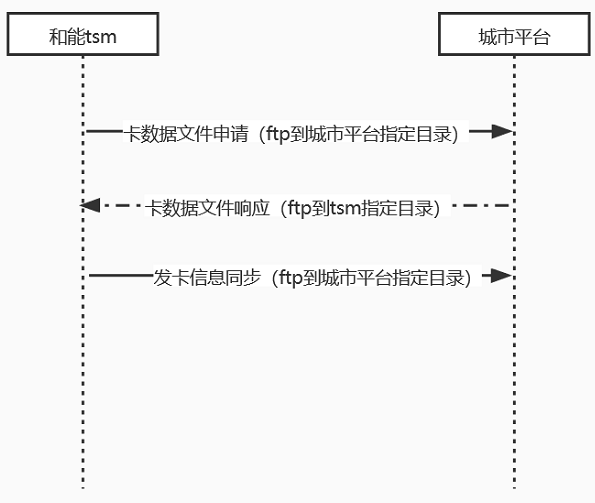 和能tsm
城市平台
卡数据文件申请（ftp到城市平台指定目录）
卡数据文件响应（ftp到tsm指定目录）
发卡信息同步（ftp到城市平台指定目录）